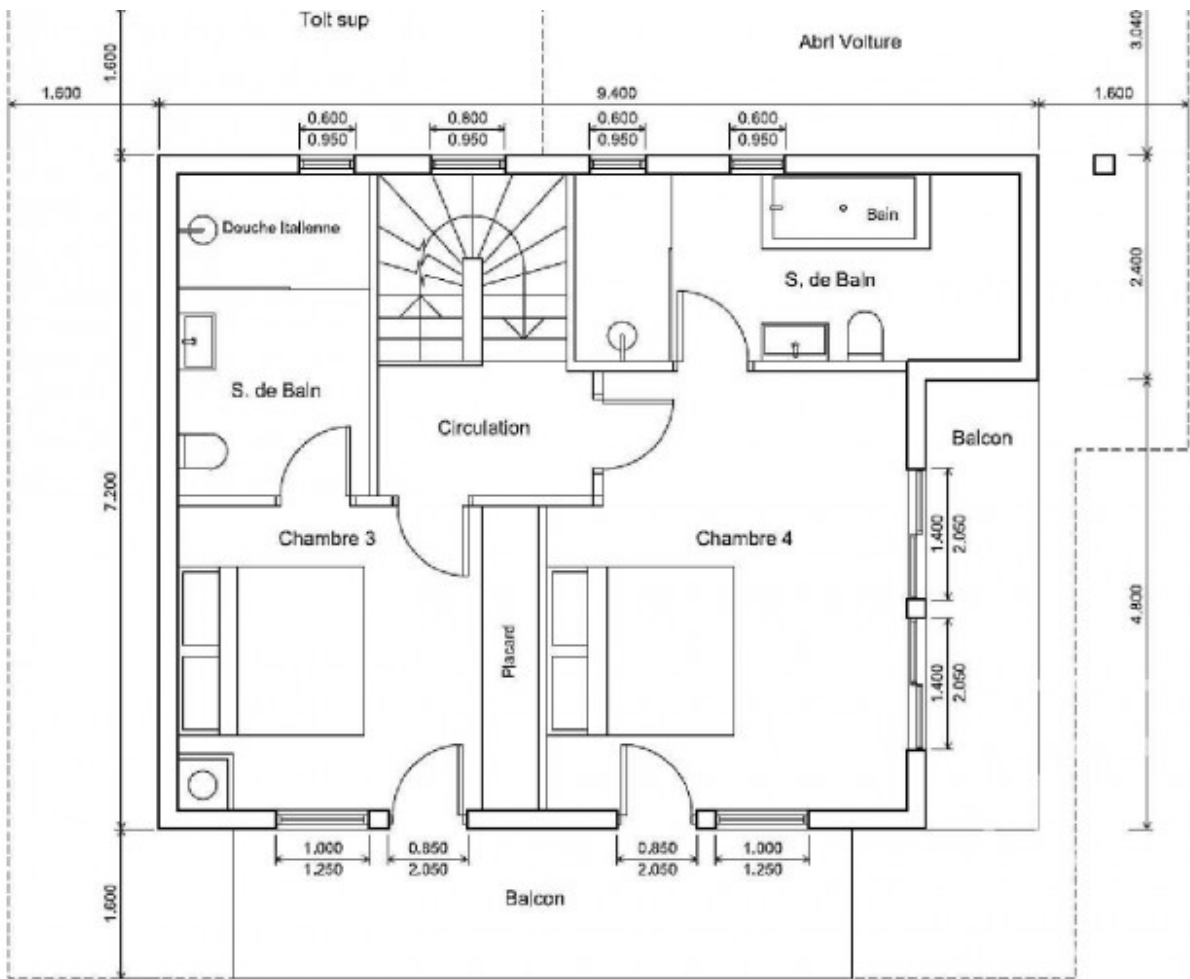 Toit sup
Abri Voiture
1.600
3.040
1.600
9.400
1.600
0.600
0.950
0.800
0.950
0.600
0.950
0.600
0.950
Douche Italienne
Bain
S. de Bain
2.400
S. de Bain
Circulation
Balcon
7.200
Chambre 3
Chambre 4
1.400
2.050
4.800
Placard
1.400
2.050
1.000
1.250
0.850
2.050
0.850
2.050
1.000
1.250
Balcon
1.600